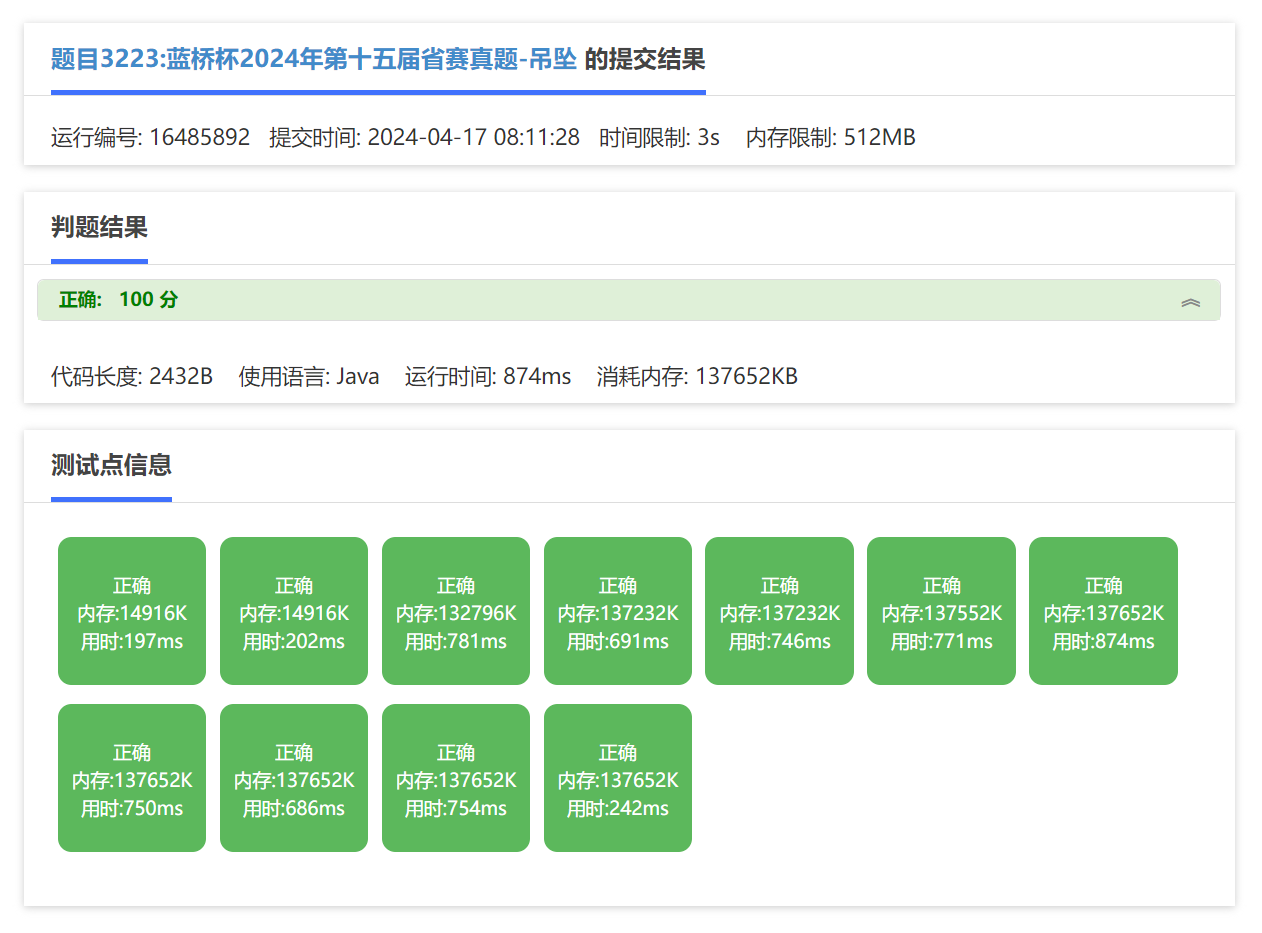 题目3223:蓝桥杯2024年第十五届省赛真题-吊坠 的提交结果
运行编号: 16485892 提交时间: 2024-04-17 08:11:28 时间限制: 3s 内存限制: 512MB
判题结果
正确: 100 分
代码长度: 2432B 使用语言: Java 运行时间: 874ms 消耗内存: 137652KB
测试点信息
正确
内存:14916K
用时:197ms
正确
内存:14916K
用时:202ms
正确
内存:132796K
用时:781ms
正确
内存:137232K
用时:691ms
正确
内存:137232K
用时:746ms
正确
内存:137552K
用时:771ms
正确
内存:137652K
用时:874ms
正确
内存:137652K
用时:750ms
正确
内存:137652K
用时:686ms
正确
内存:137652K
用时:754ms
正确
内存:137652K
用时:242ms